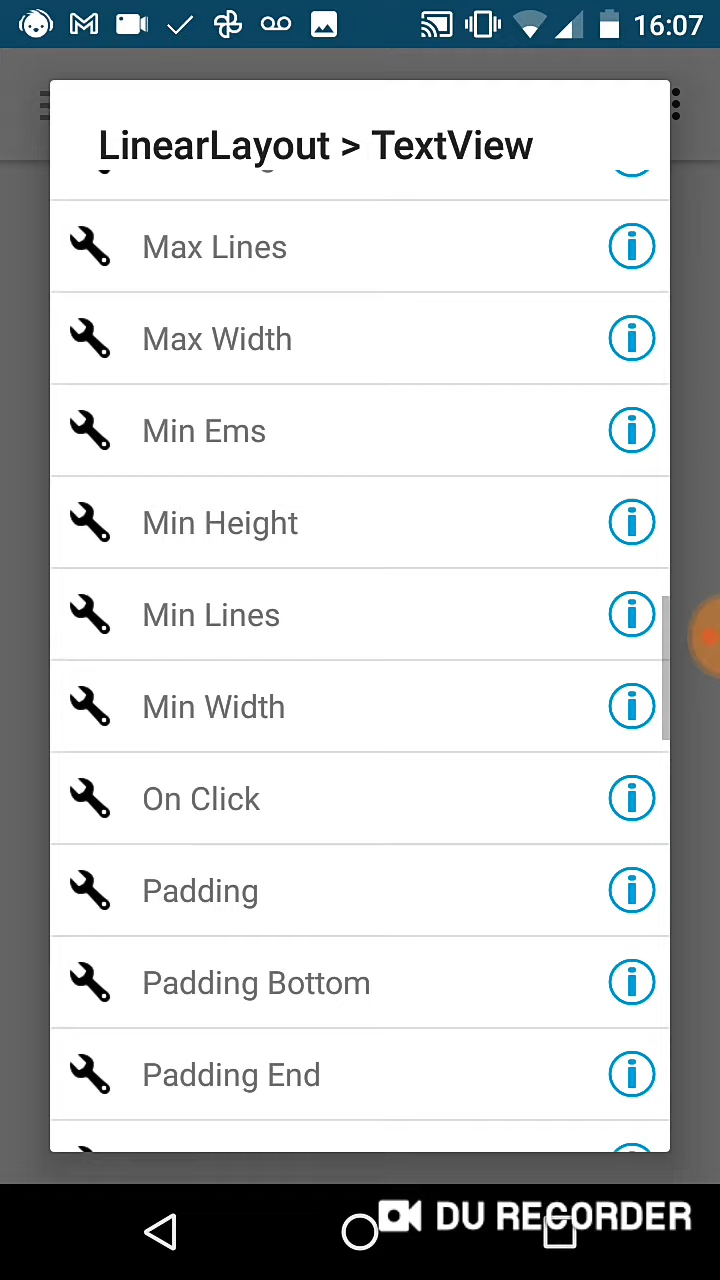 16:07
LinearLayout > TextView
Max Lines
Max Width
Min Ems
Min Height
Min Lines
Min Width
On Click
Padding
Padding Bottom
Padding End
DU RECORDER